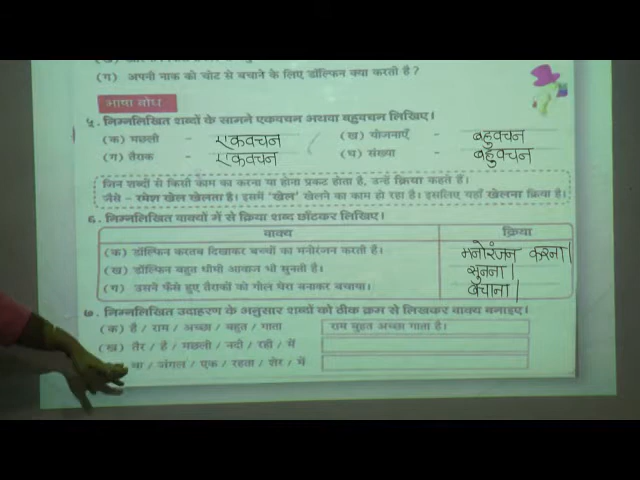 (ग) अपनी नाक को चोट से बचाने के लिए डॉल्फिन क्या करती है?
भाषा बोध
५. निम्नलिखित शब्दों के सामने एकवचन अथवा बहुवचन लिखिए।
(क) मछली - एकवचन (ख) योजनाएँ - बहुवचन
(ग) तैराक - एकवचन (घ) संख्या - बहुवचन
जिन शब्दों से किसी काम का करना या होना प्रकट होता है, उन्हें क्रिया कहते हैं।
जैसे - रमेश खेल खेलता है। इसमें 'खेल' खेलने का काम हो रहा है। इसलिए यहाँ खेलना क्रिया है।
६. निम्नलिखित वाक्यों में से क्रिया शब्द छाँटकर लिखिए।
वाक्य क्रिया
(क) डॉल्फिन करतब दिखाकर बच्चों का मनोरंजन करती हैं। मनोरंजन करना।
(ख) डॉल्फिन बहुत धीमी आवाज भी सुनती है। सुनना।
(ग) उसने फँसे हुए तैराकों को गोल घेरा बनाकर बचाया। बचाना।
७. निम्नलिखित उदाहरण के अनुसार शब्दों को ठीक क्रम से लिखकर वाक्य बनाइए।
(क) है / राम / अच्छा / बहुत / गाता राम बहुत अच्छा गाता है।
(ख) तैर / है / मछली / नदी / रही / में
था / जंगल / एक / रहता / शेर / में